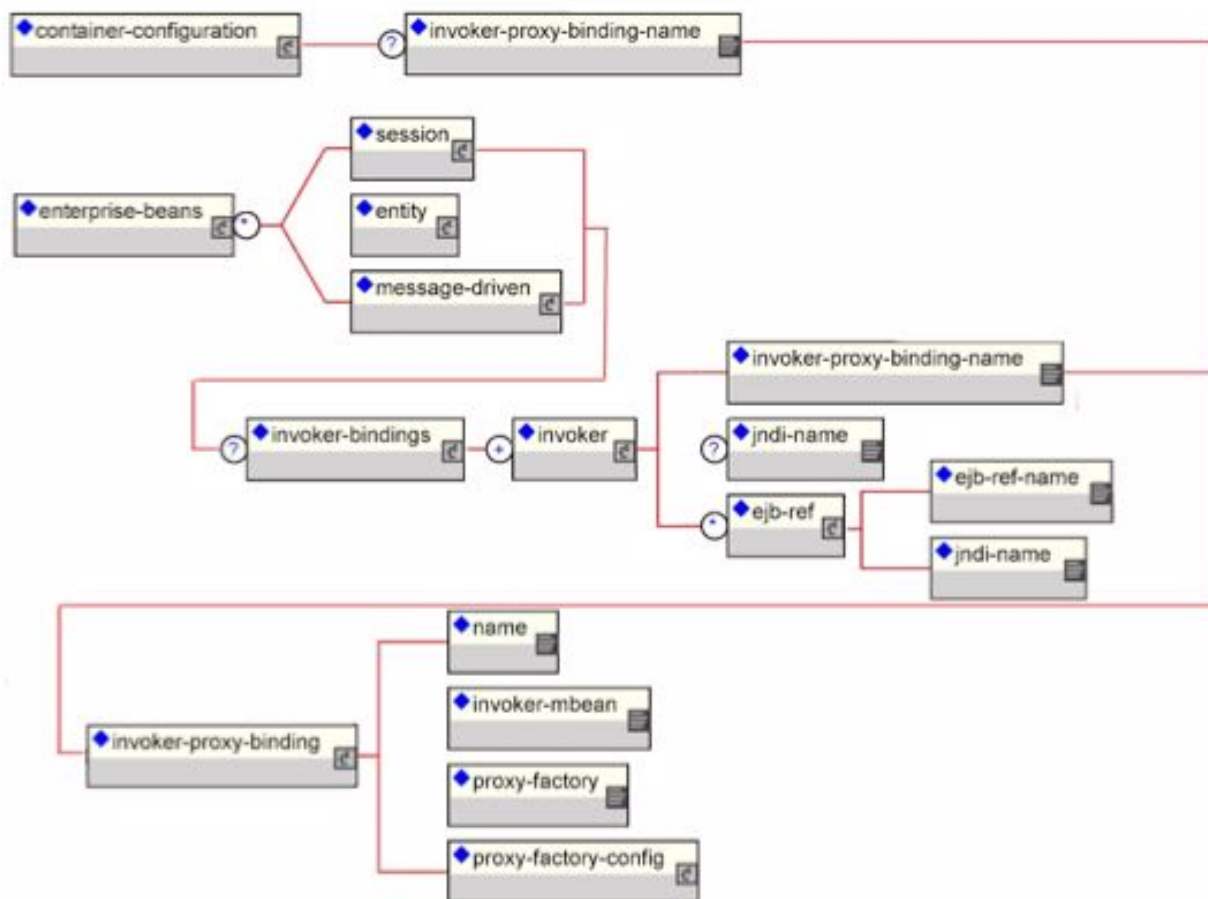 container-configuration
?
invoker-proxy-binding-name
session
enterprise-beans
*
entity
message-driven
invoker-proxy-binding-name
?
invoker-bindings
+
invoker
?
jndi-name
*
ejb-ref
ejb-ref-name
jndi-name
name
invoker-mbean
invoker-proxy-binding
proxy-factory
proxy-factory-config